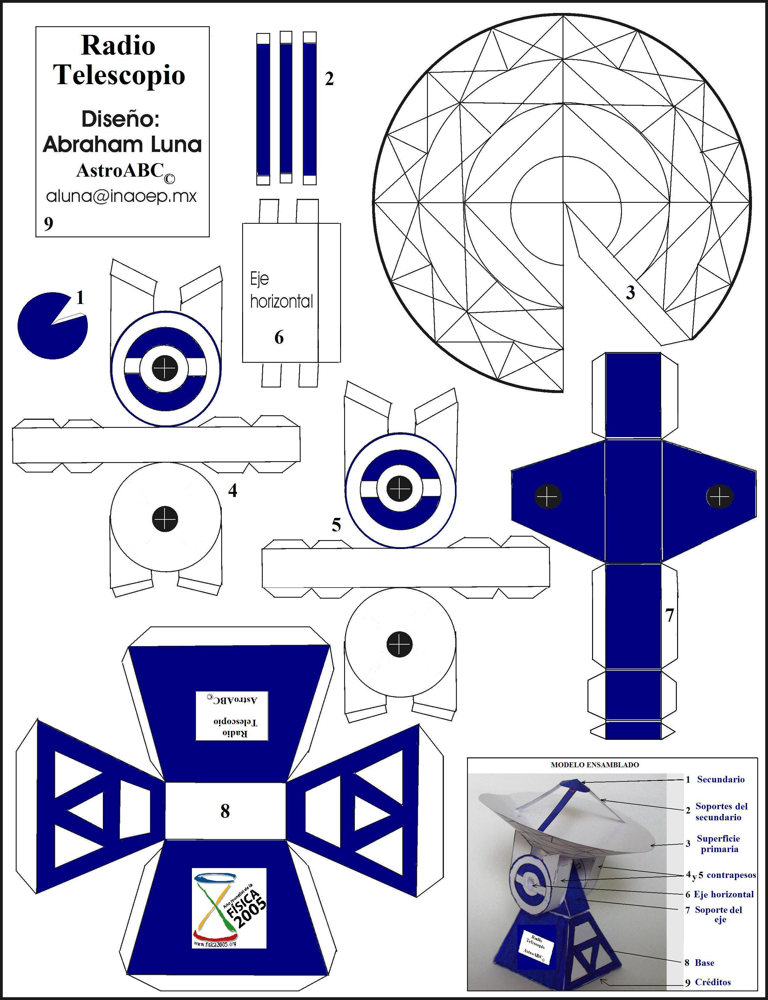 Radio
Telescopio
Diseño:
Abraham Luna
AstroABC©
aluna@inaoep.mx
9
2
1
Eje
horizontal
6
3
4
5
7
AstroABC©
Telescopio
Radio
8
Año mundial de la
FÍSICA
2005
www.fisica2005.org
MODELO ENSAMBLADO
1 Secundario
2 Soportes del
secundario
3 Superficie
primaria
4 y 5 contrapesos
6 Eje horizontal
7 Soporte del
eje
8 Base
9 Créditos
Radio
Telescopio
AstroABC©